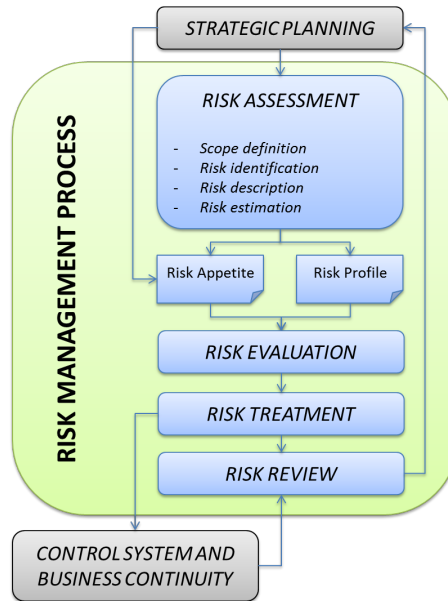 STRATEGIC PLANNING
RISK MANAGEMENT PROCESS
RISK ASSESSMENT
- Scope definition
- Risk identification
- Risk description
- Risk estimation
Risk Appetite
Risk Profile
RISK EVALUATION
RISK TREATMENT
RISK REVIEW
CONTROL SYSTEM AND
BUSINESS CONTINUITY